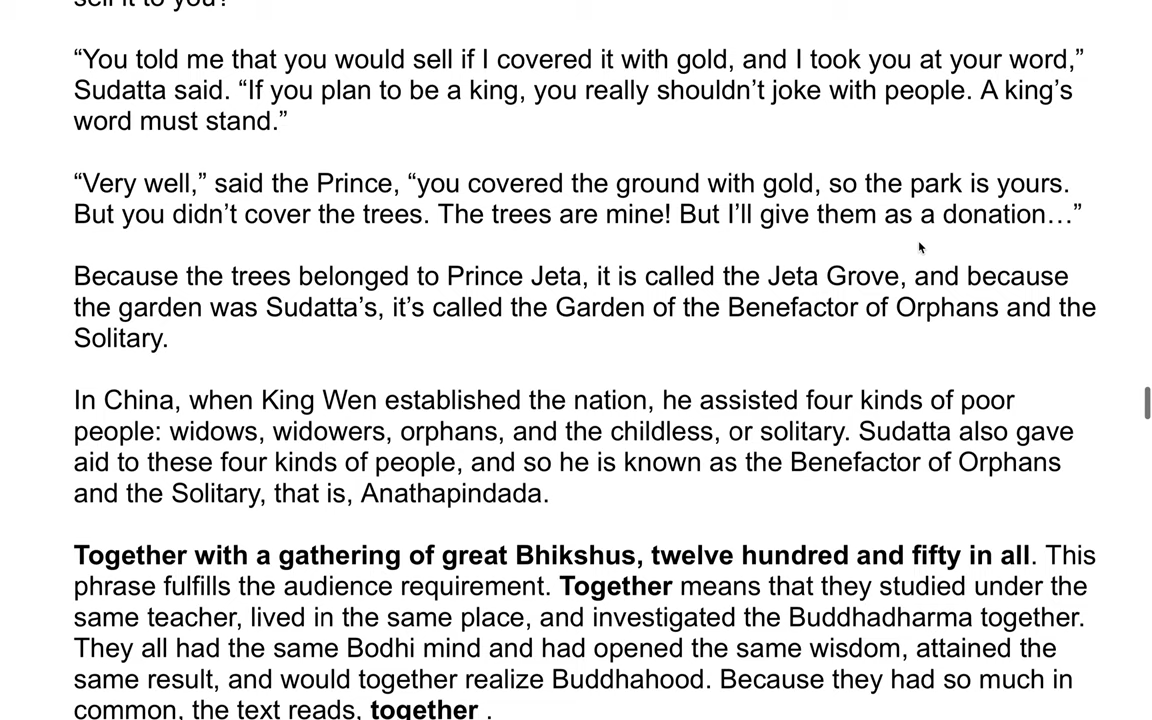 sell it to you?
“You told me that you would sell if I covered it with gold, and I took you at your word,”
Sudatta said. “If you plan to be a king, you really shouldn’t joke with people. A king’s
word must stand.”
“Very well,” said the Prince, “you covered the ground with gold, so the park is yours.
But you didn’t cover the trees. The trees are mine! But I’ll give them as a donation…”
Because the trees belonged to Prince Jeta, it is called the Jeta Grove, and because
the garden was Sudatta’s, it’s called the Garden of the Benefactor of Orphans and the
Solitary.
In China, when King Wen established the nation, he assisted four kinds of poor
people: widows, widowers, orphans, and the childless, or solitary. Sudatta also gave
aid to these four kinds of people, and so he is known as the Benefactor of Orphans
and the Solitary, that is, Anathapindada.
Together with a gathering of great Bhikshus, twelve hundred and fifty in all. This
phrase fulfills the audience requirement. Together means that they studied under the
same teacher, lived in the same place, and investigated the Buddhadharma together.
They all had the same Bodhi mind and had opened the same wisdom, attained the
same result, and would together realize Buddhahood. Because they had so much in
common, the text reads, together .